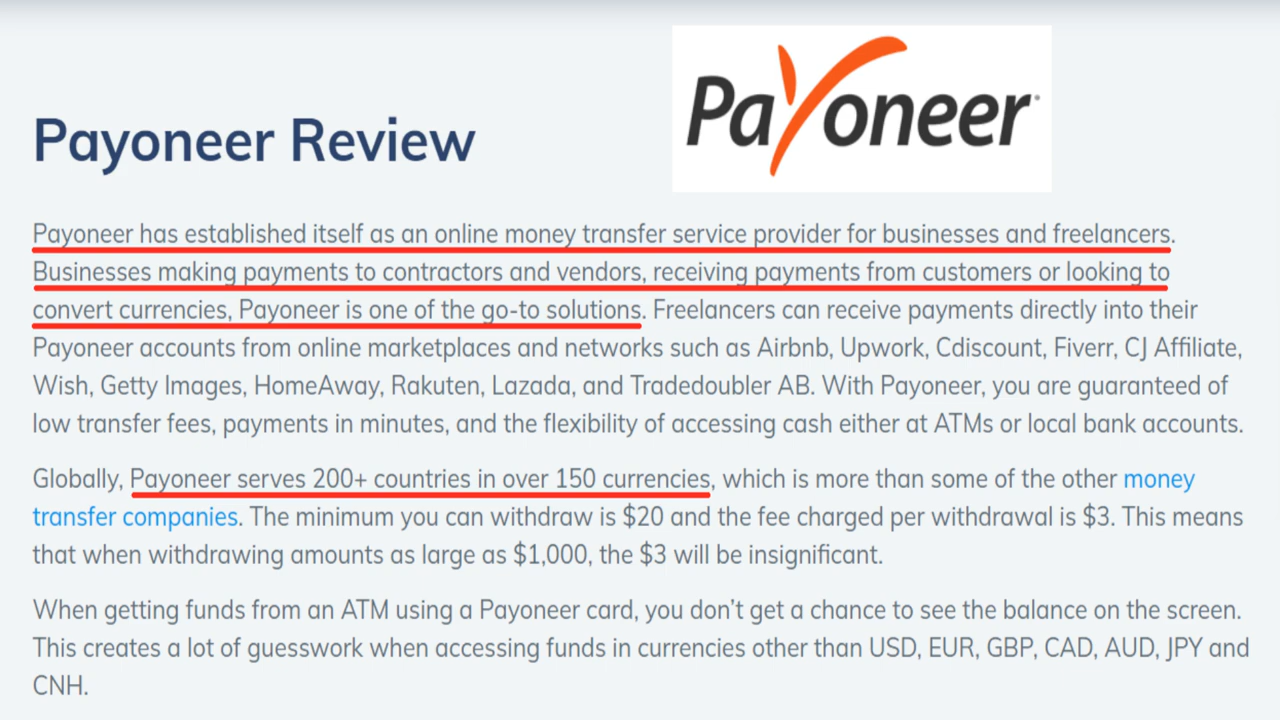 Payoneer
Payoneer Review
Payoneer has established itself as an online money transfer service provider for businesses and freelancers.
Businesses making payments to contractors and vendors, receiving payments from customers or looking to
convert currencies, Payoneer is one of the go-to solutions. Freelancers can receive payments directly into their
Payoneer accounts from online marketplaces and networks such as Airbnb, Upwork, Cdiscount, Fiverr, CJ Affiliate,
Wish, Getty Images, HomeAway, Rakuten, Lazada, and Tradedoubler AB. With Payoneer, you are guaranteed of
low transfer fees, payments in minutes, and the flexibility of accessing cash either at ATMs or local bank accounts.
Globally, Payoneer serves 200+ countries in over 150 currencies, which is more than some of the other money
transfer companies. The minimum you can withdraw is $20 and the fee charged per withdrawal is $3. This means
that when withdrawing amounts as large as $1,000, the $3 will be insignificant.
When getting funds from an ATM using a Payoneer card, you don’t get a chance to see the balance on the screen.
This creates a lot of guesswork when accessing funds in currencies other than USD, EUR, GBP, CAD, AUD, JPY and
CNH.